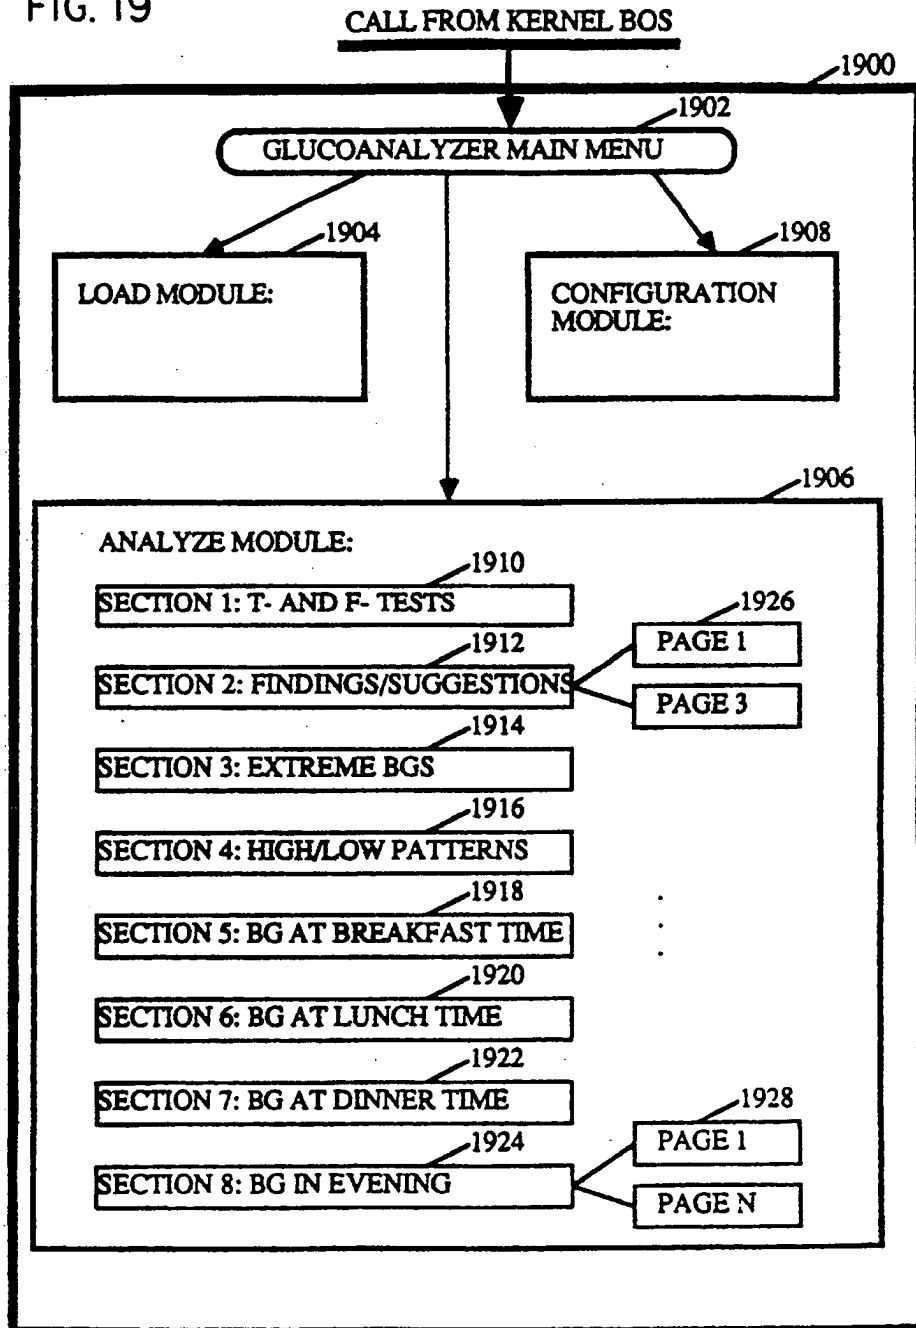 FIG. 19
CALL FROM KERNEL BOS
1900
1902
GLUCOANALYZER MAIN MENU
1904
1908
LOAD MODULE:
CONFIGURATION
MODULE:
1906
ANALYZE MODULE:
1910
SECTION 1: T- AND F- TESTS
1926
PAGE 1
1912
SECTION 2: FINDINGS/SUGGESTIONS
PAGE 3
1914
SECTION 3: EXTREME BGS
1916
SECTION 4: HIGH/LOW PATTERNS
1918
SECTION 5: BG AT BREAKFAST TIME
1920
SECTION 6: BG AT LUNCH TIME
1922
SECTION 7: BG AT DINNER TIME
1928
PAGE 1
1924
SECTION 8: BG IN EVENING
PAGE N